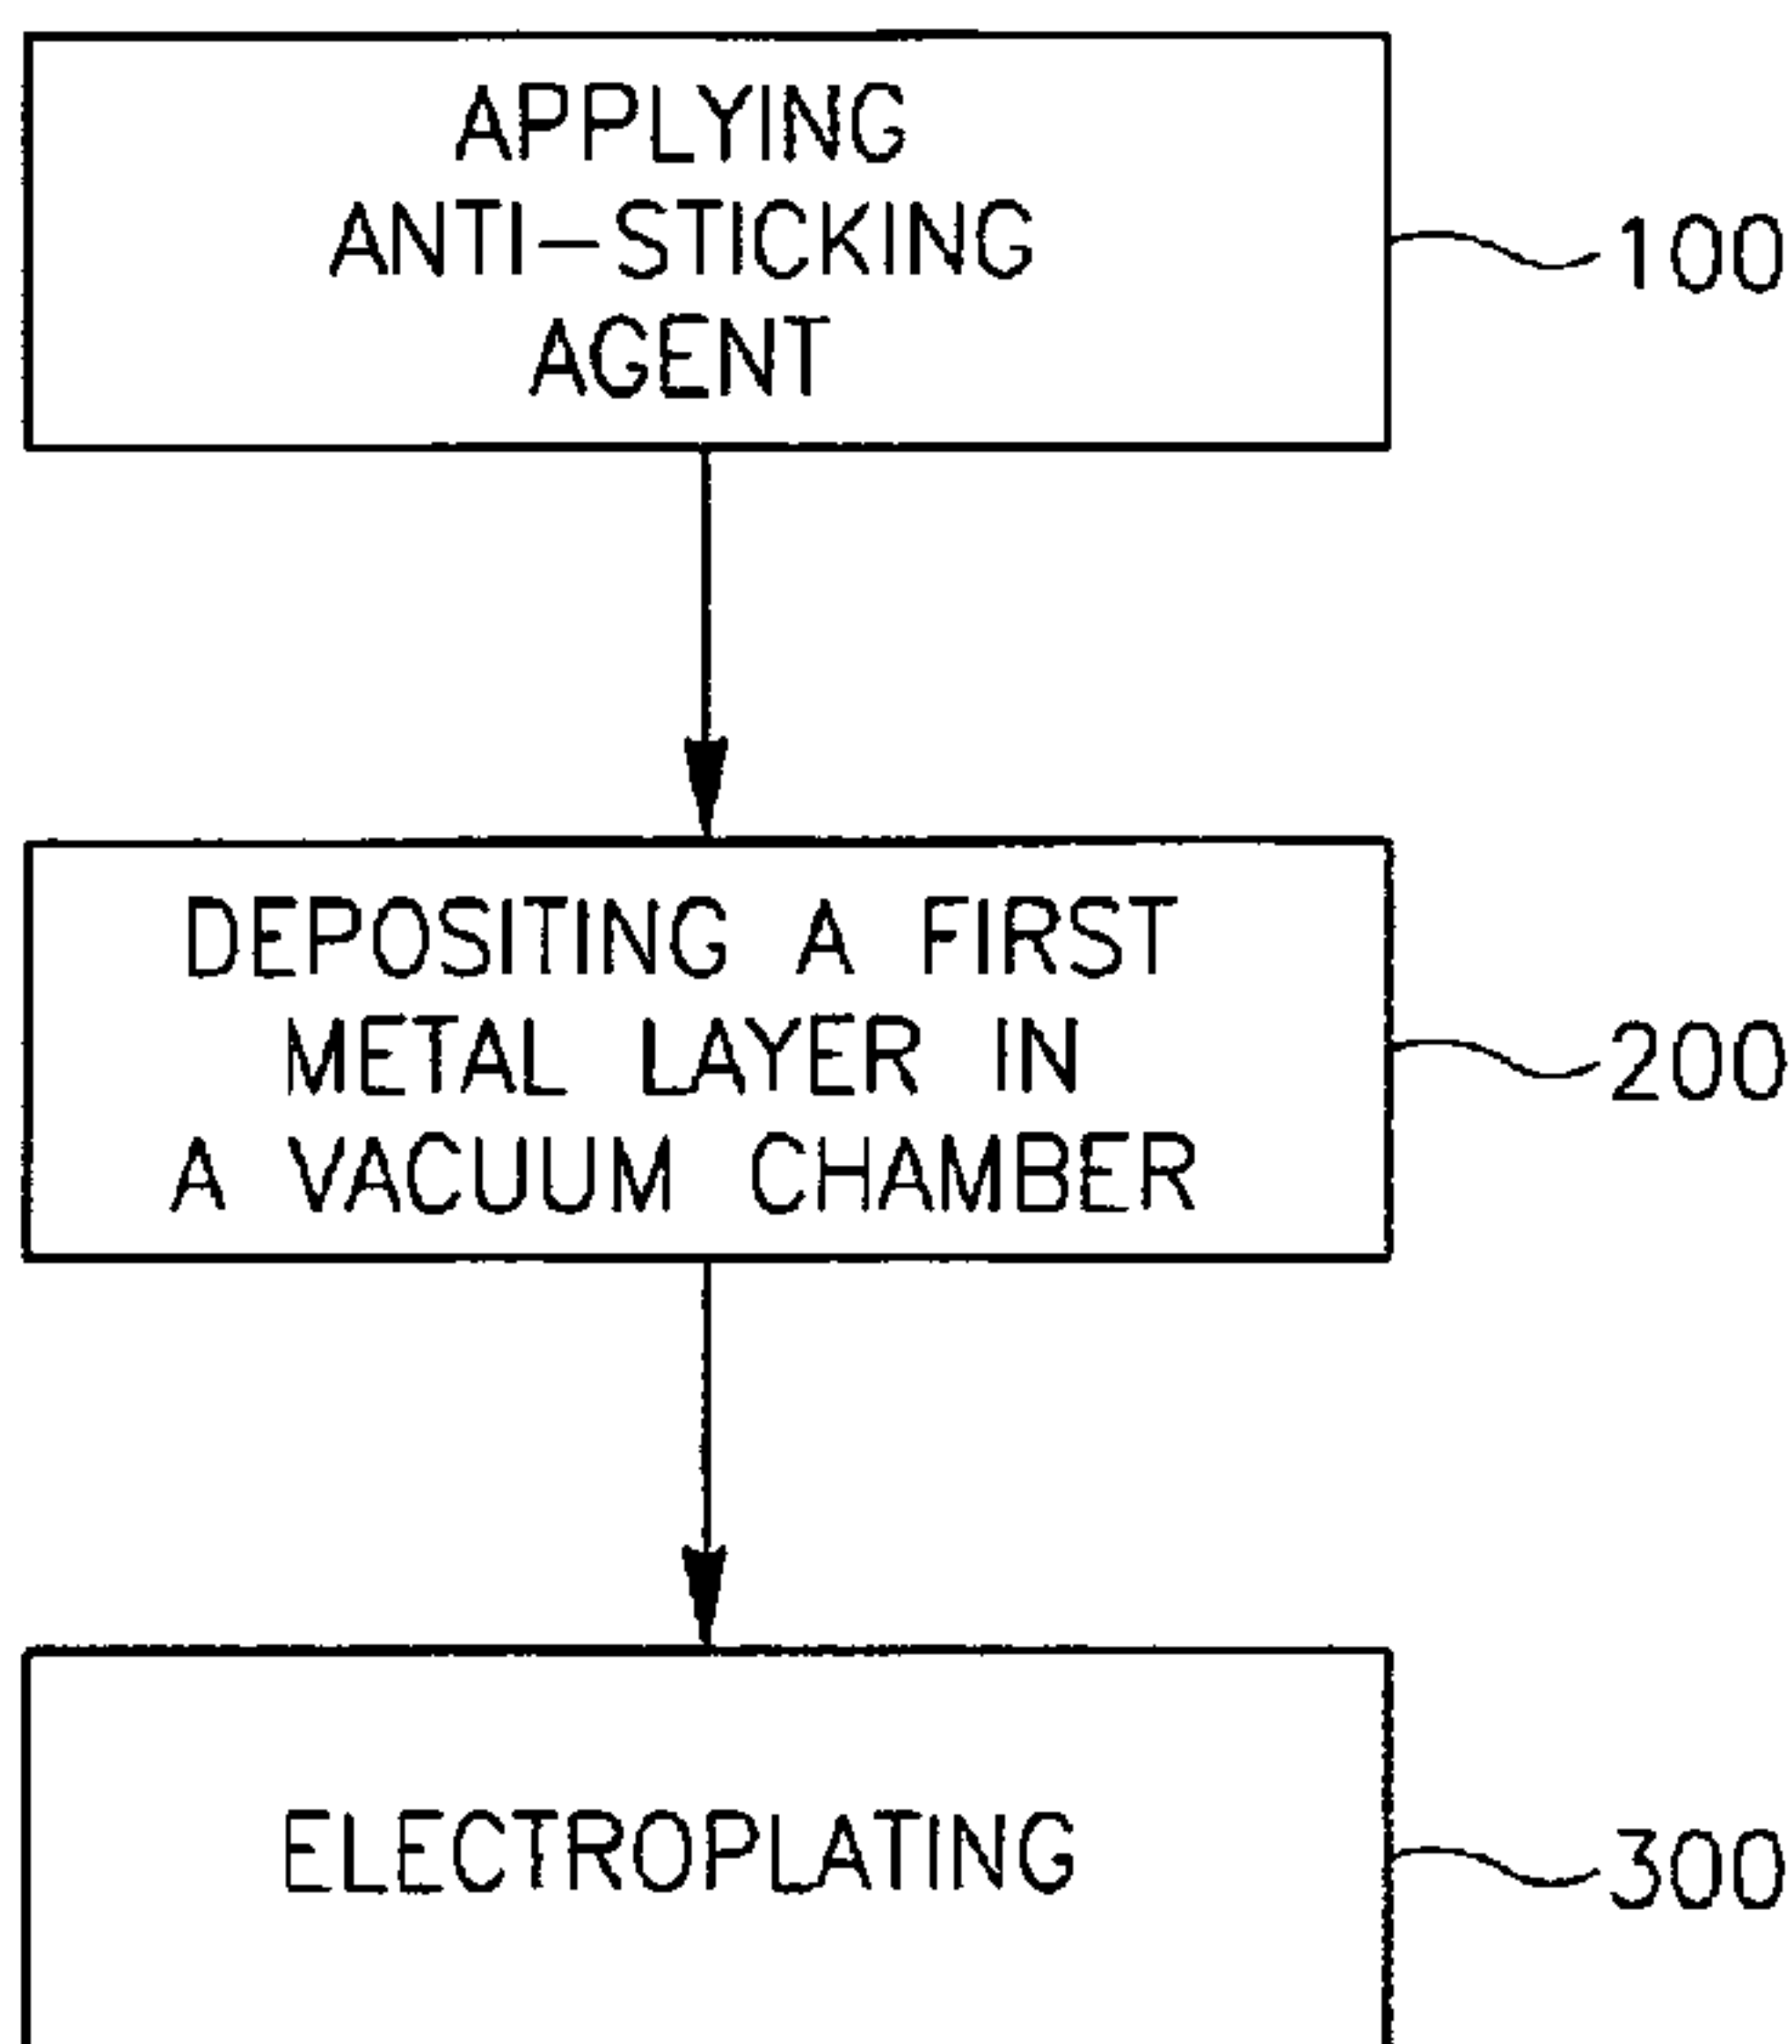 APPLYING
ANTI-STICKING
AGENT
100
DEPOSITING A FIRST
METAL LAYER IN
A VACUUM CHAMBER
200
ELECTROPLATING
300